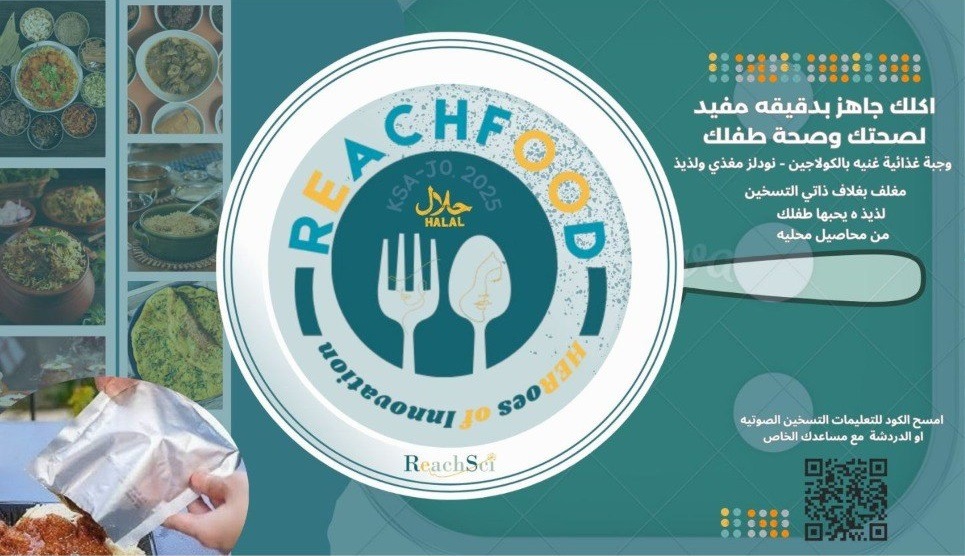 REACHFOOD
KSA-JO, 2025
حلال
HALAL
HERoes of Innovation
ReachSci
اكلك جاهز بدقيقه مفيد
لصحتك وصحة طفلك
وجبة غذائية غنيه بالكولاجين - نودلز مغذي ولذيذ
مغلف بغلاف ذاتي التسخين
لذيذ ه يحبها طفلك
من محاصيل محليه
امسح الكود للتعليمات التسخين الصوتيه
او الدردشة مع مساعدك الخاص